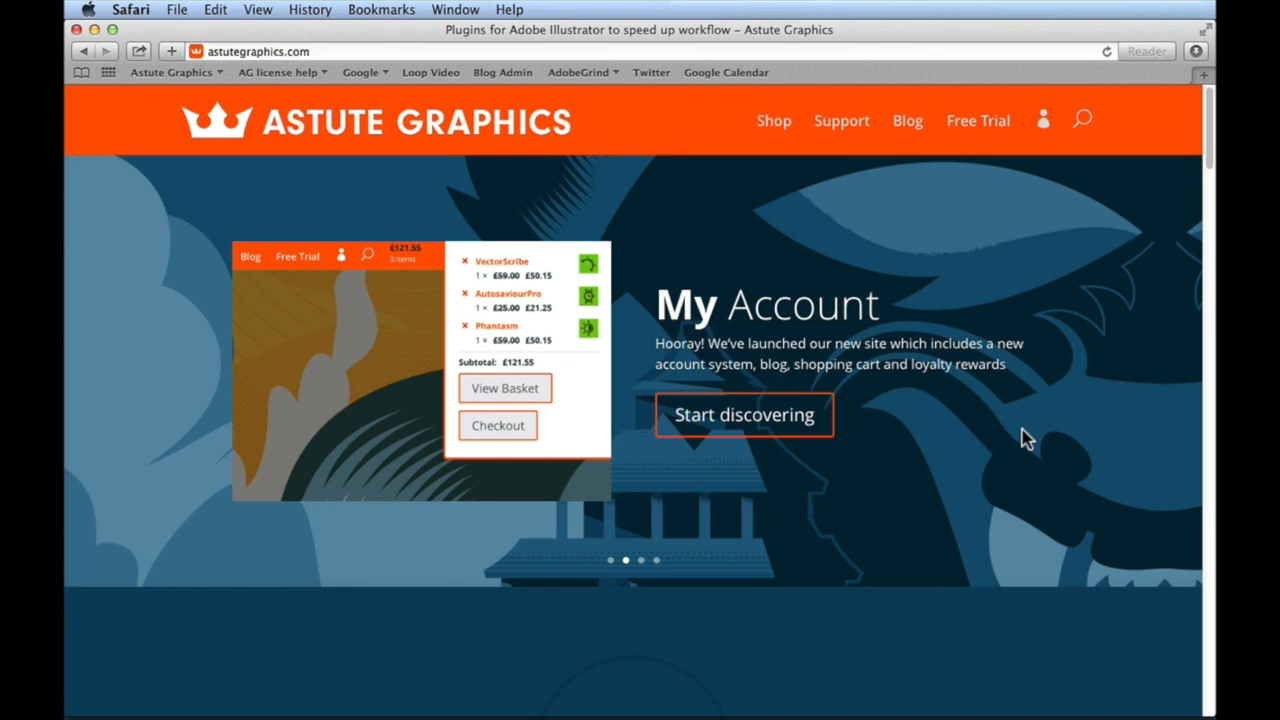 Safari File Edit View History Bookmarks Window Help
Plugins for Adobe Illustrator to speed up workflow – Astute Graphics
astutegraphics.com
Reader
Astute Graphics AG license help Google Loop Video Blog Admin AdobeGrind Twitter Google Calendar
ASTUTE GRAPHICS
Shop Support Blog Free Trial
Blog Free Trial £121.55
3 items
VectorScribe
1 × £59.00 £50.15
AutosaviourPro
1 × £25.00 £21.25
Phantasm
1 × £59.00 £50.15
Subtotal: £121.55
View Basket
Checkout
My Account
Hooray! We've launched our new site which includes a new
account system, blog, shopping cart and loyalty rewards
Start discovering